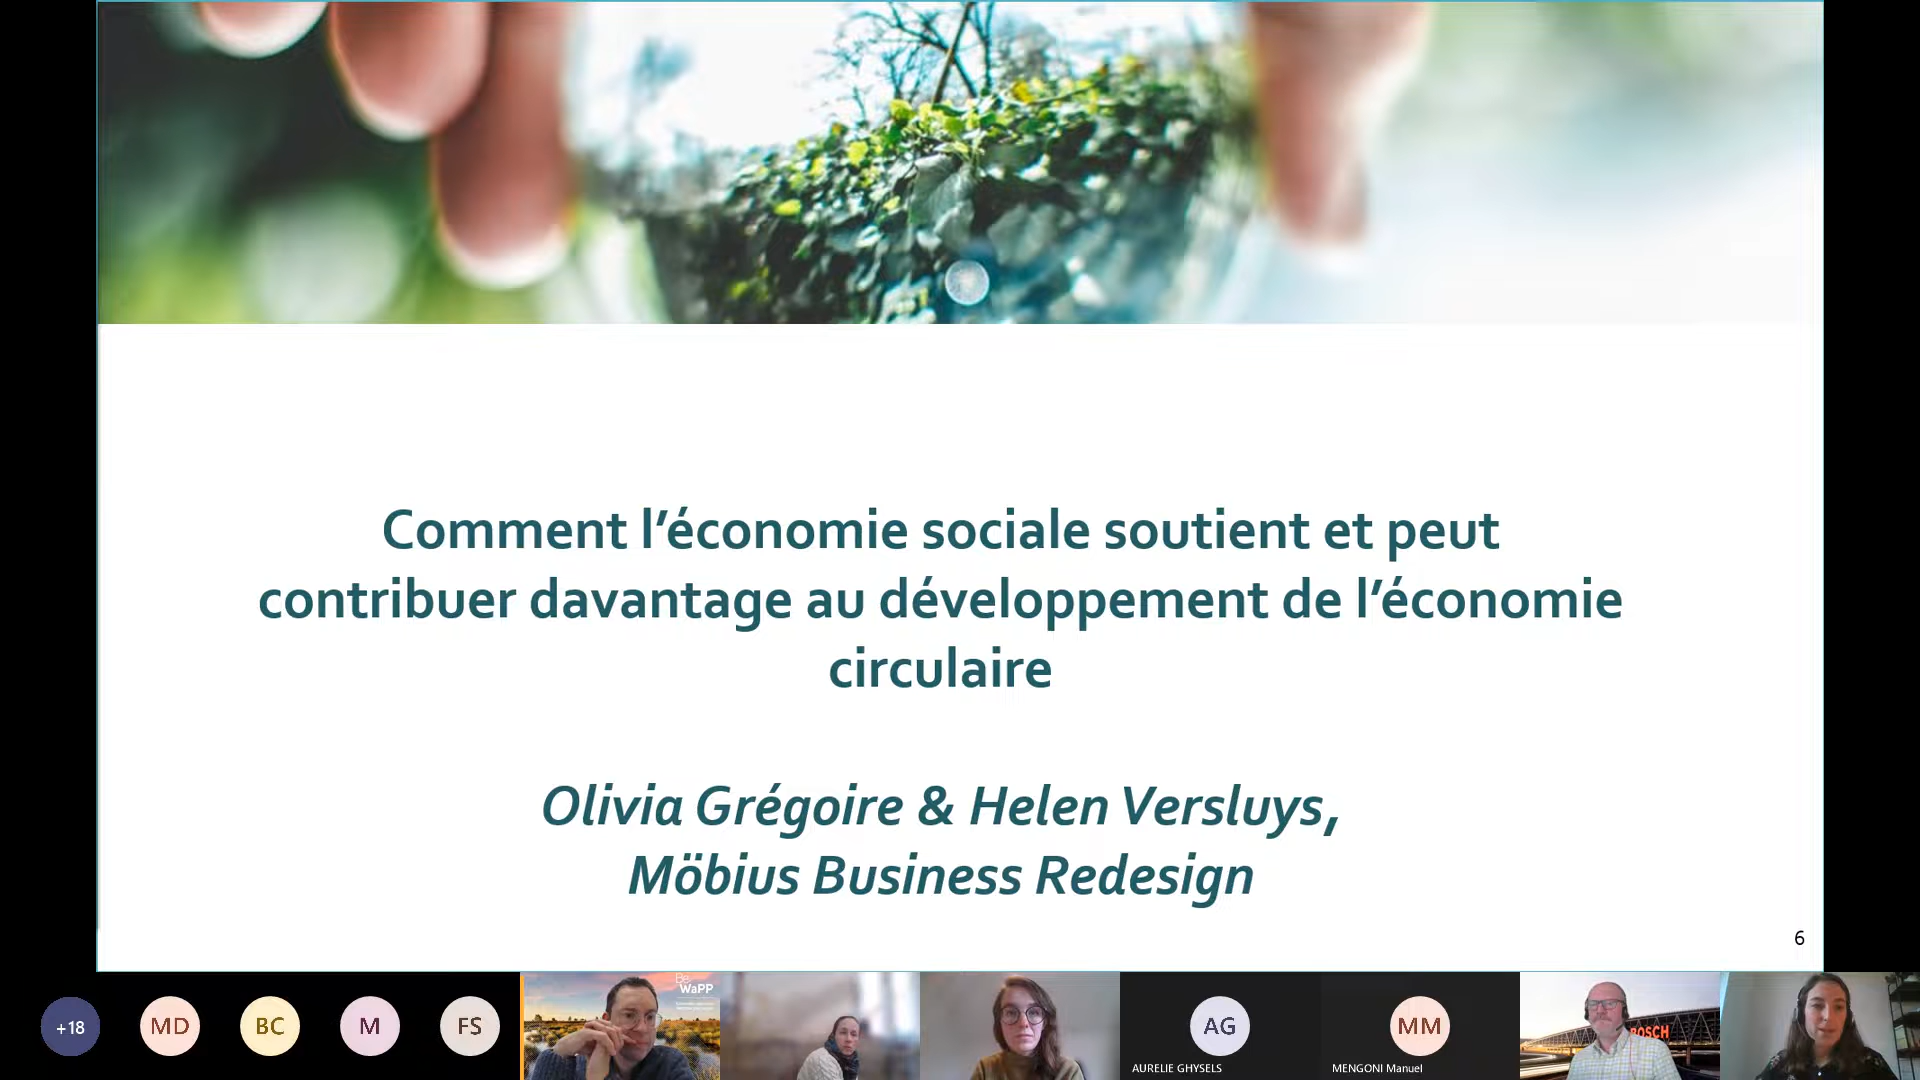 Comment l’économie sociale soutient et peut
contribuer davantage au développement de l’économie
circulaire
Olivia Grégoire & Helen Versluys,
Möbius Business Redesign
6
+18
MD
BC
M
FS
Be
WaPP
AG
AURELIE GHYSELS
MM
MENGONI Manuel
BOSCH